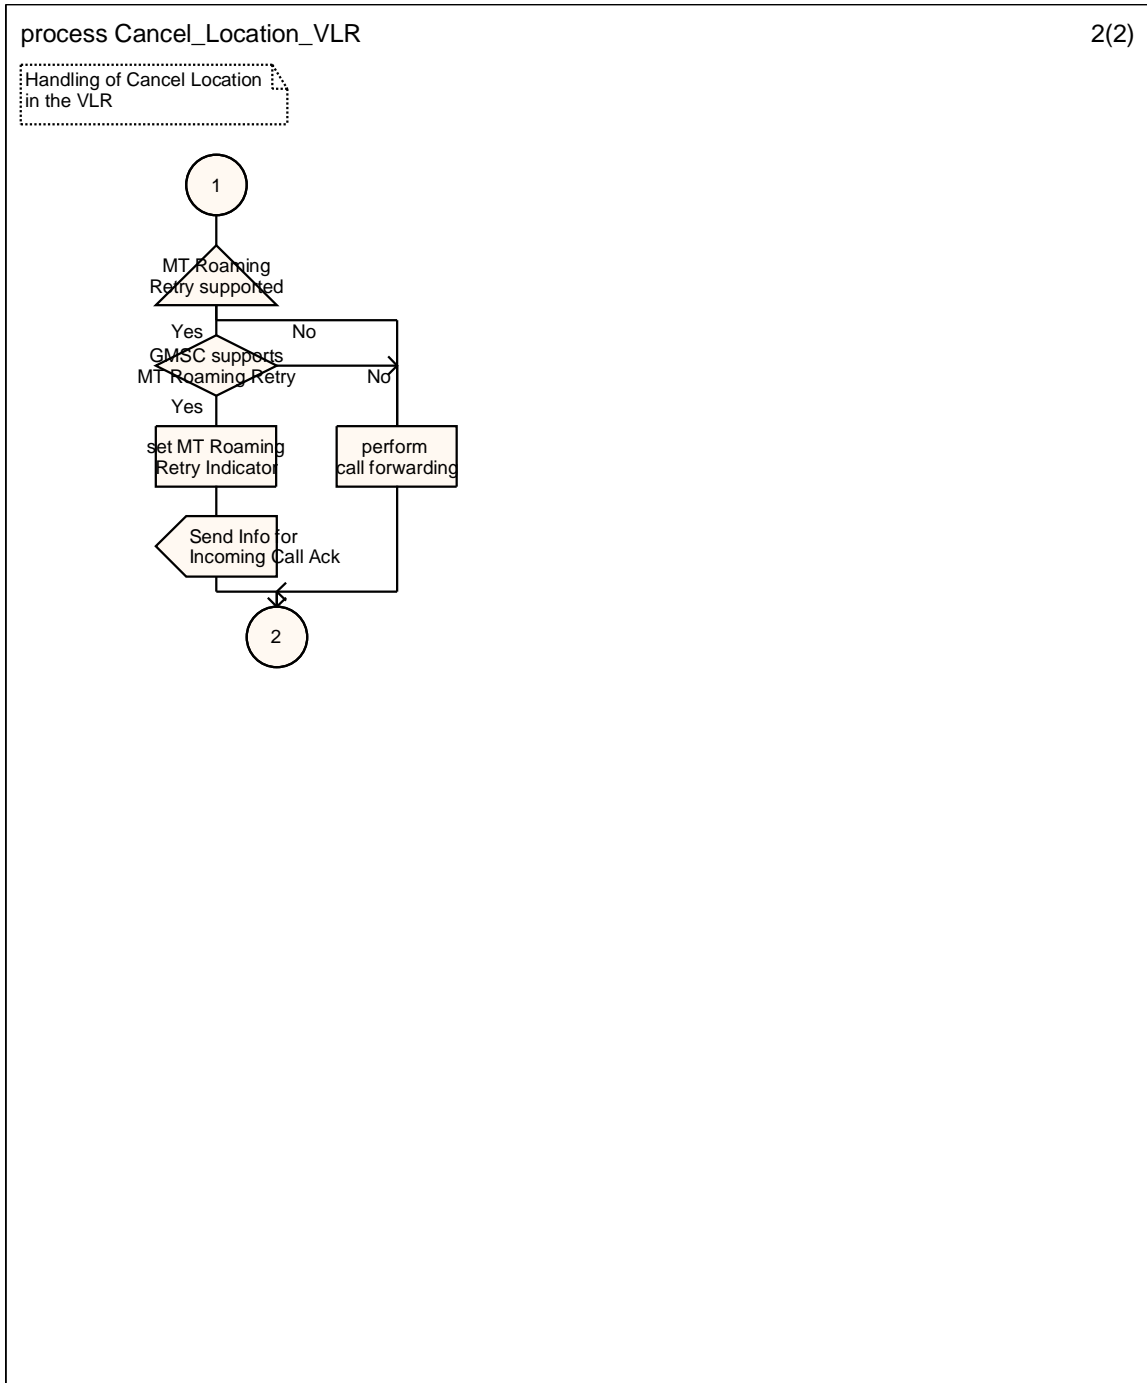 process Cancel_Location_VLR
2(2)
Handling of Cancel Location
in the VLR
1
MT Roaming
Retry supported
Yes
No
GMSC supports
MT Roaming Retry
No
Yes
set MT Roaming
Retry Indicator
perform
call forwarding
Send Info for
Incoming Call Ack
2